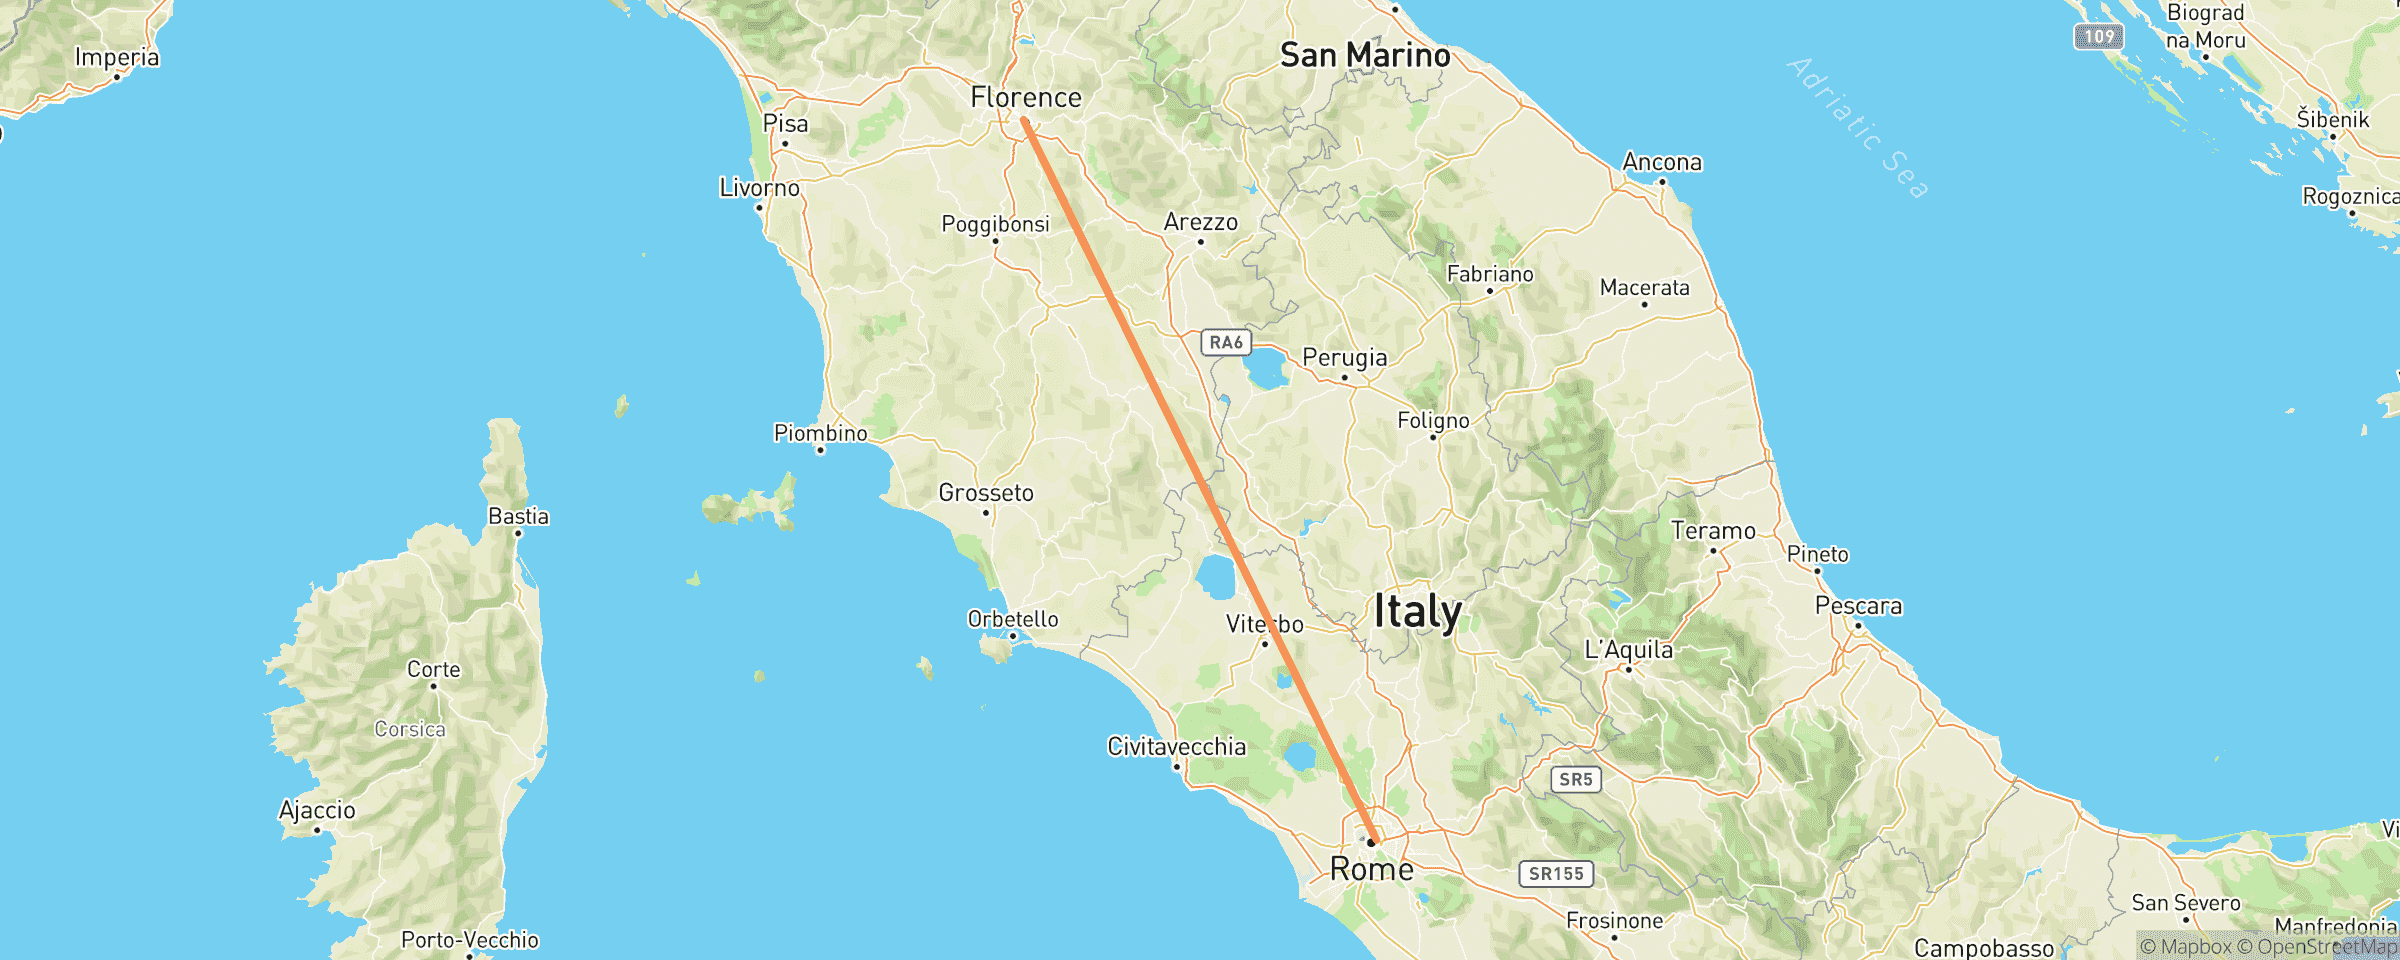 Biograd
na Moru
109
San Marino
Imperia
Adriatic Sea
Florence
Pisa
Šibenik
Ancona
Livorno
Rogoznica
Poggibonsi
Arezzo
Fabriano
Macerata
RA6
Perugia
Foligno
Piombino
Grosseto
Bastia
Teramo
Pineto
Italy
Pescara
Orbetello
Viterbo
L'Aquila
Corte
Corsica
Civitavecchia
SR5
Ajaccio
Vi
Rome
SR155
San Severo
Frosinone
Manfredonia
Porto-Vecchio
Campobasso
© Mapbox © OpenStreetMap